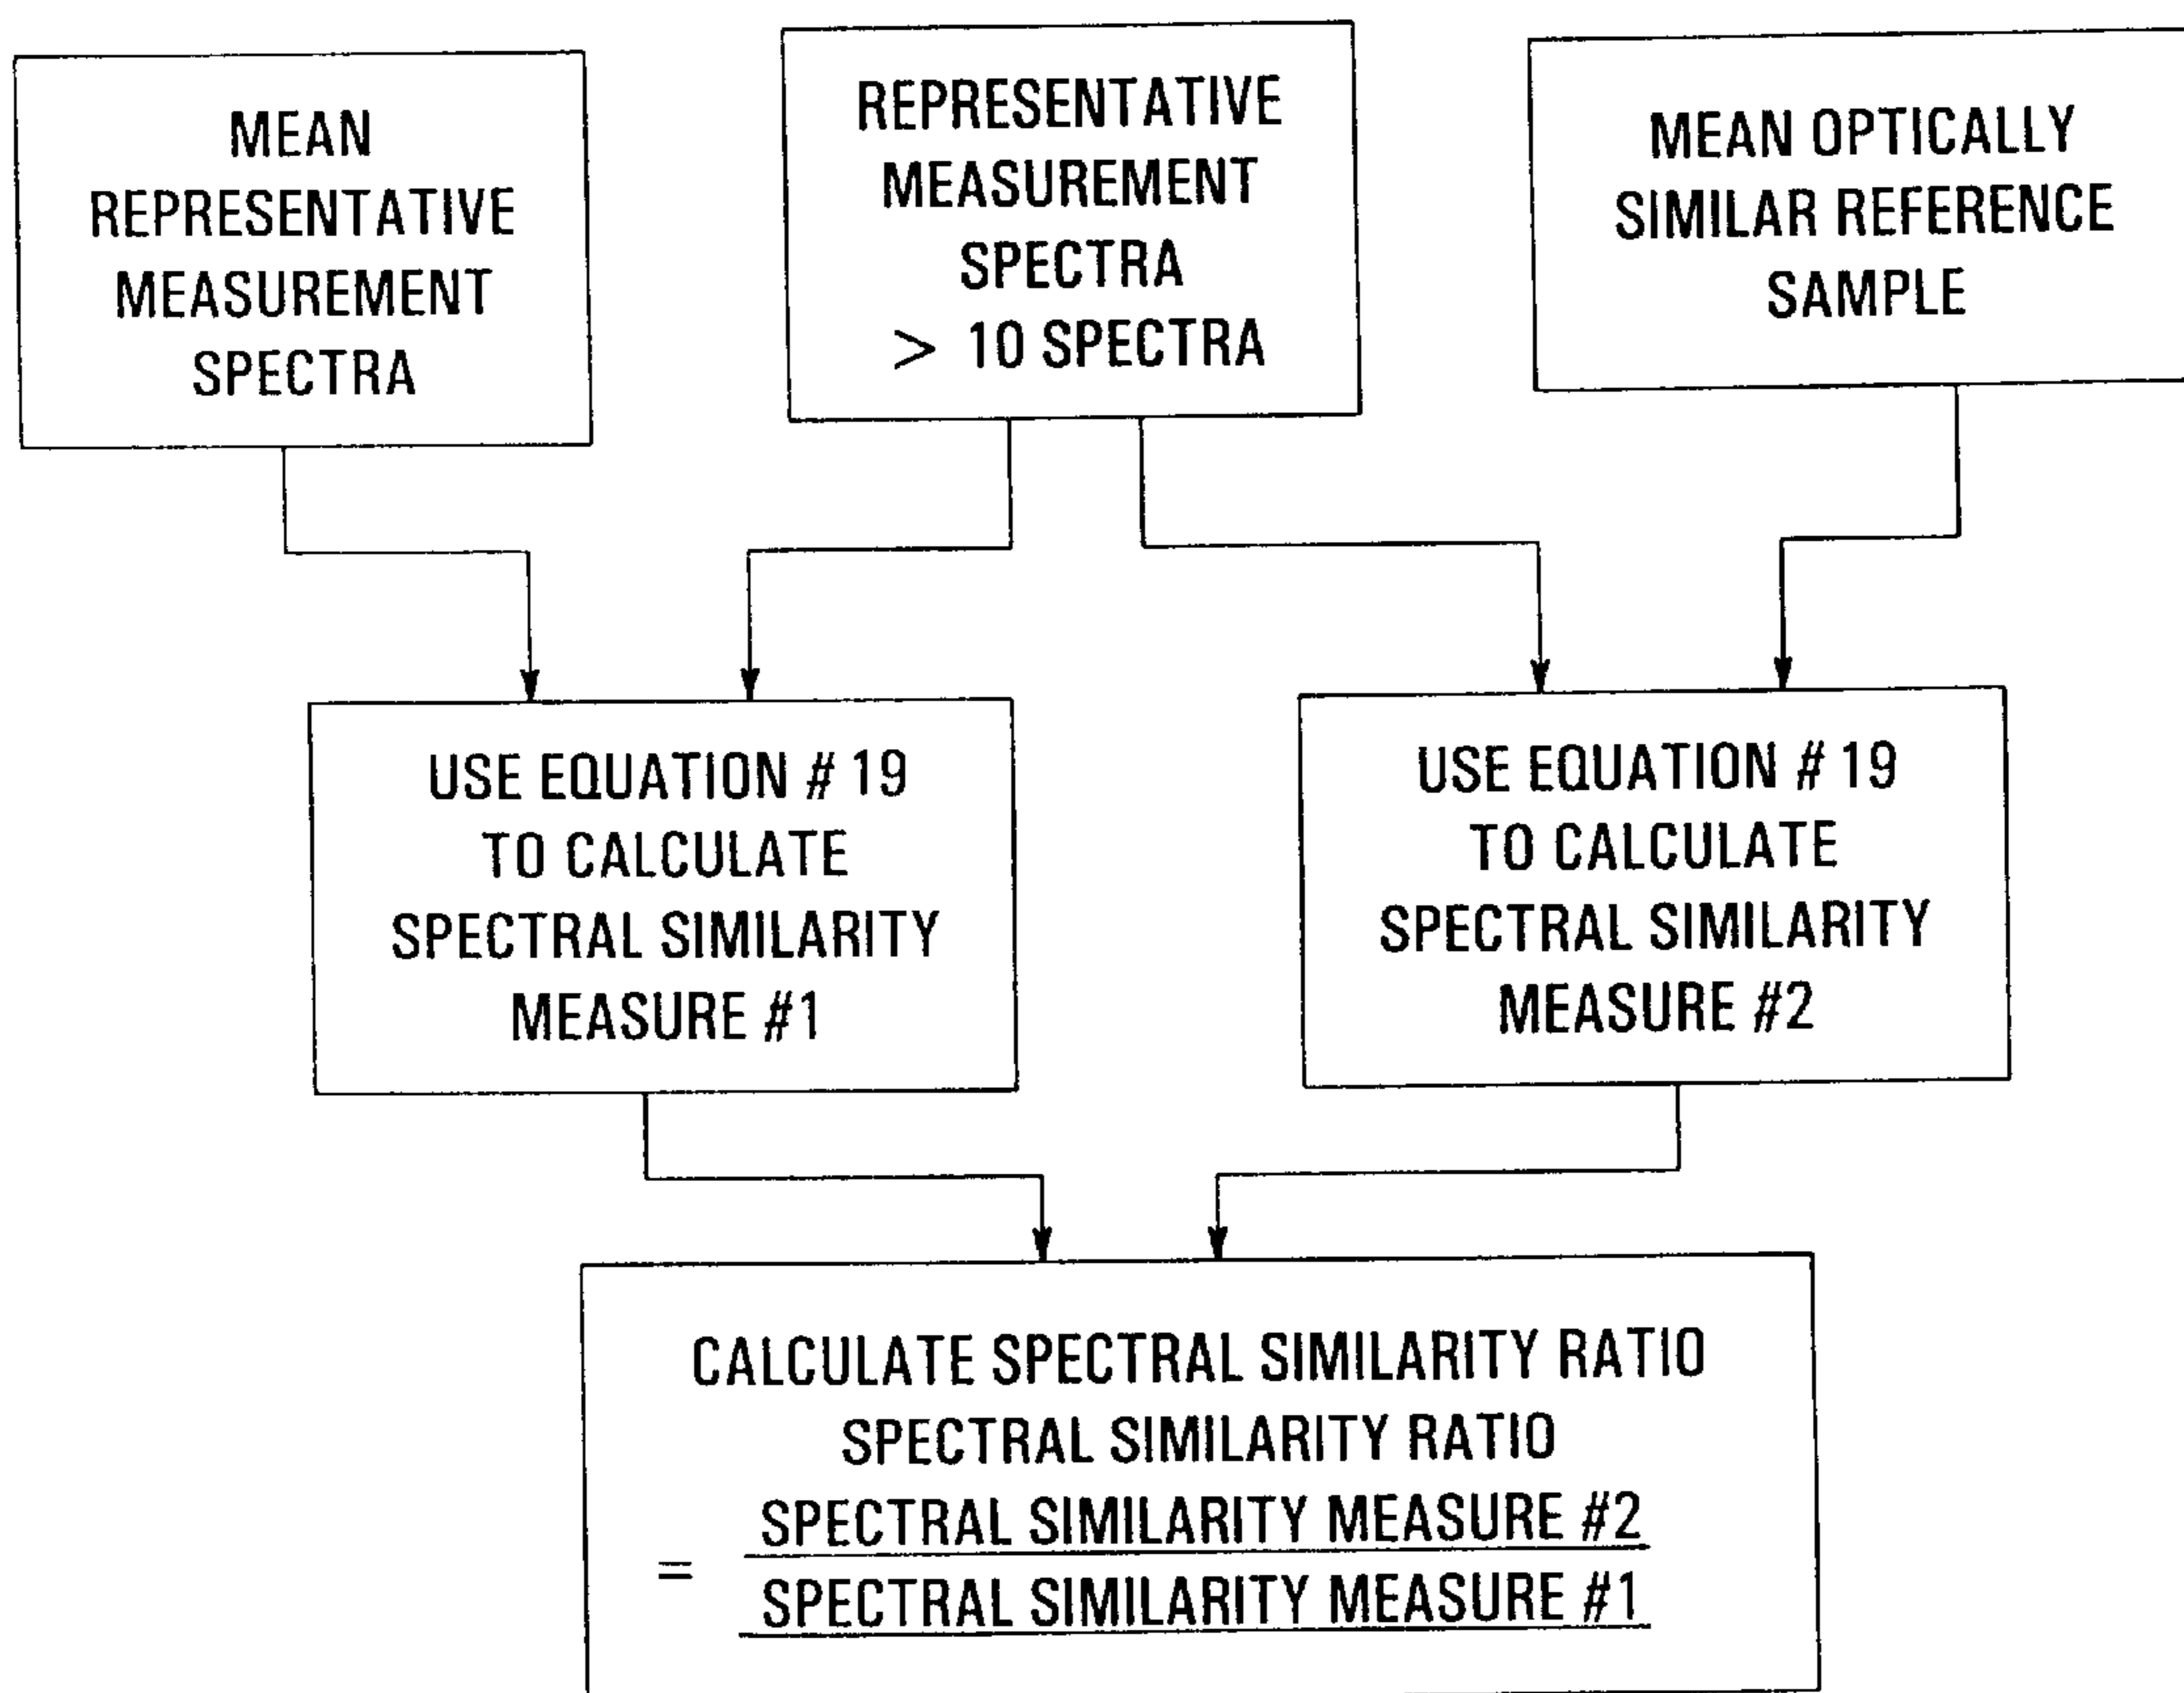 MEAN
REPRESENTATIVE
MEASUREMENT
SPECTRA
REPRESENTATIVE
MEASUREMENT
SPECTRA
> 10 SPECTRA
MEAN OPTICALLY
SIMILAR REFERENCE
SAMPLE
USE EQUATION # 19
TO CALCULATE
SPECTRAL SIMILARITY
MEASURE #1
USE EQUATION # 19
TO CALCULATE
SPECTRAL SIMILARITY
MEASURE #2
CALCULATE SPECTRAL SIMILARITY RATIO
SPECTRAL SIMILARITY RATIO
= SPECTRAL SIMILARITY MEASURE #2
SPECTRAL SIMILARITY MEASURE #1